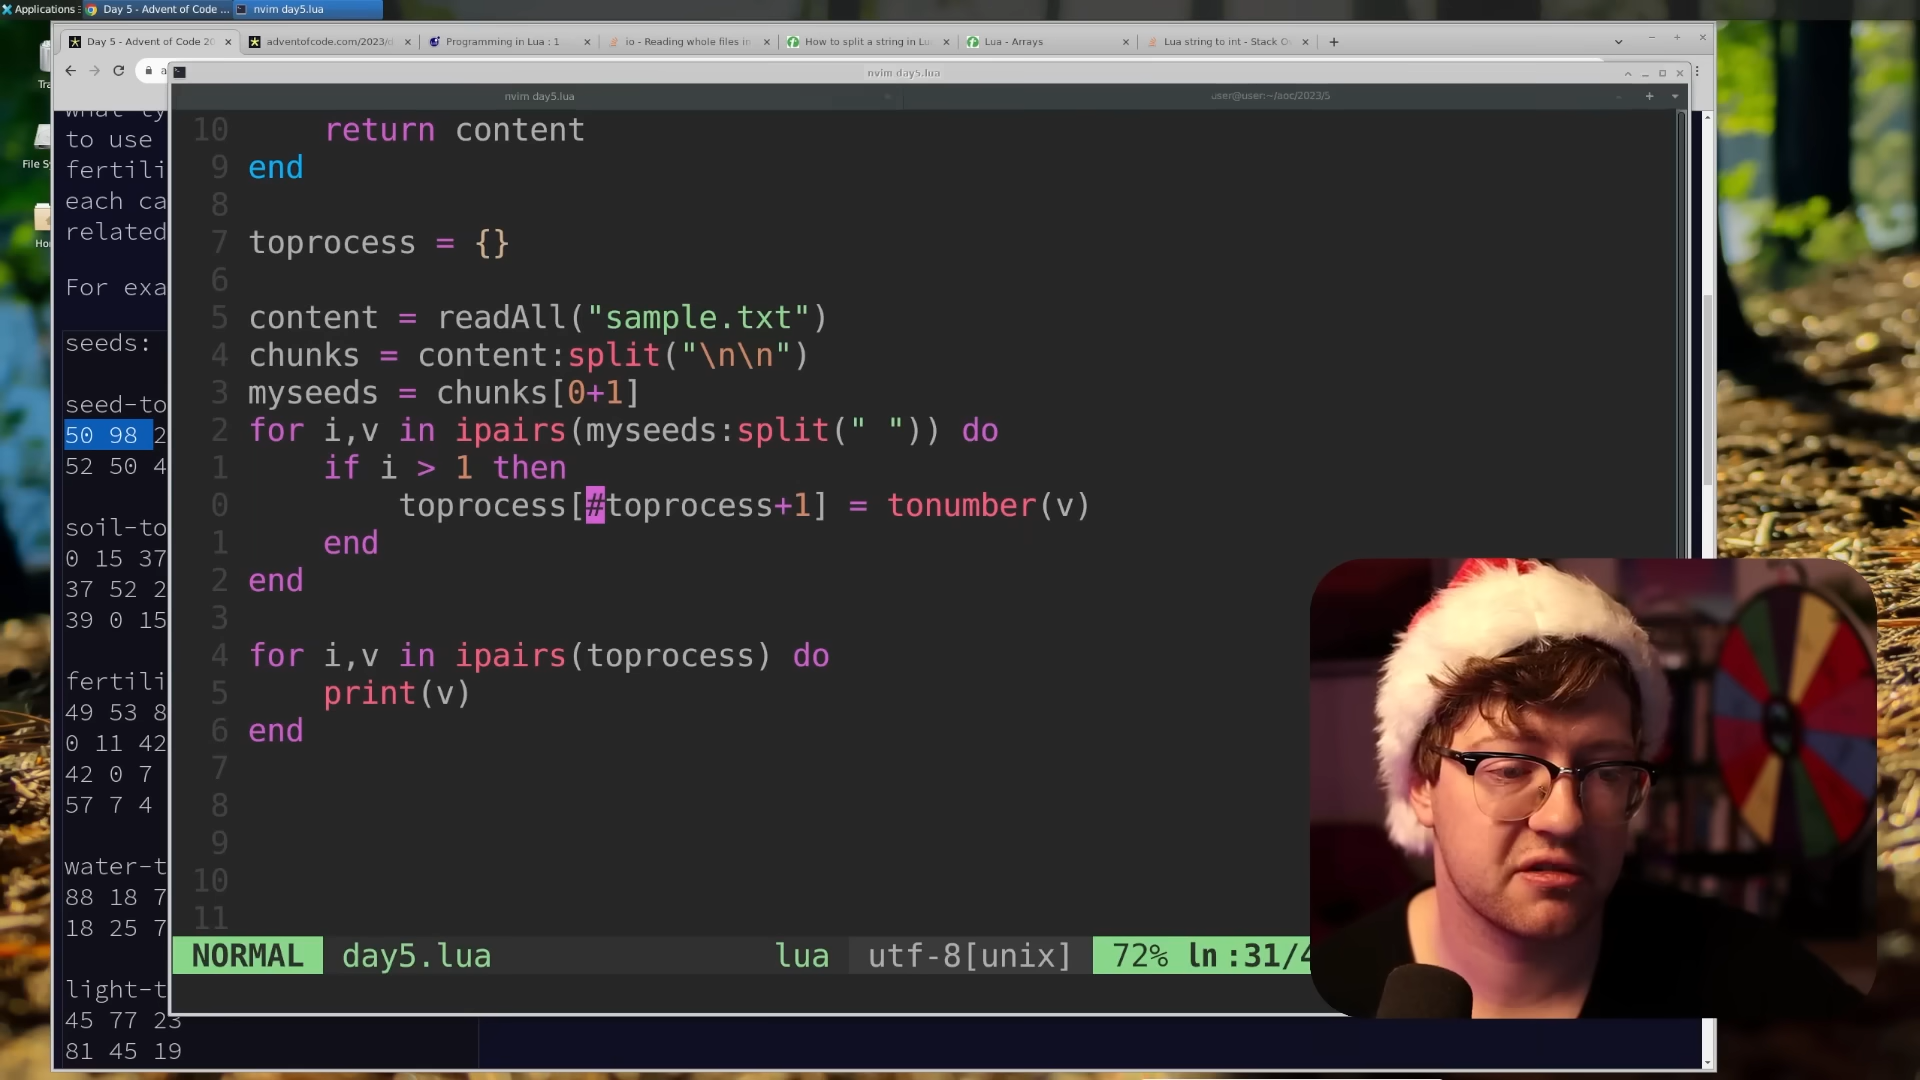 Applications
Day 5 - Advent of Code ...
nvim day5.lua
Day 5 - Advent of Code 20
adventofcode.com/2023/d
Programming in Lua : 1
io - Reading whole files in
How to split a string in Lu
Lua - Arrays
Lua string to int - Stack O
nvim day5.lua
nvim day5.lua
user@user:~/aoc/2023/5
Tra
File Sy
Ho
to use
fertili
each ca
related
For exa
seeds:
seed-to
50 98 2
52 50 4
soil-to
0 15 37
37 52 2
39 0 15
fertili
49 53 8
0 11 42
42 0 7
57 7 4
water-t
88 18 7
18 25 7
light-t
45 77 23
81 45 19
10 return content
9 end
8
7 toprocess = {}
6
5 content = readAll("sample.txt")
4 chunks = content:split("\n\n")
3 myseeds = chunks[0+1]
2 for i,v in ipairs(myseeds:split(" ")) do
1 if i > 1 then
0 toprocess[#toprocess+1] = tonumber(v)
1 end
2 end
3
4 for i,v in ipairs(toprocess) do
5 print(v)
6 end
7
8
9
10
11
NORMAL day5.lua lua utf-8[unix] 72% ln :31/4